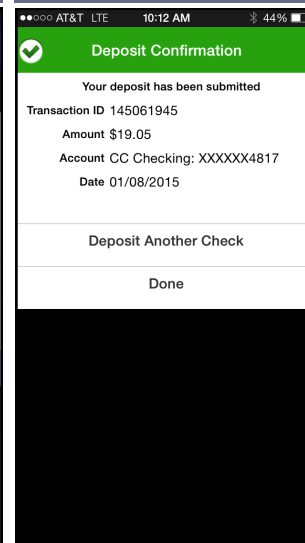 AT&T LTE 10:12 AM 44%
Deposit Confirmation
Your deposit has been submitted
Transaction ID 145061945
Amount $19.05
Account CC Checking: XXXXXX4817
Date 01/08/2015
Deposit Another Check
Done